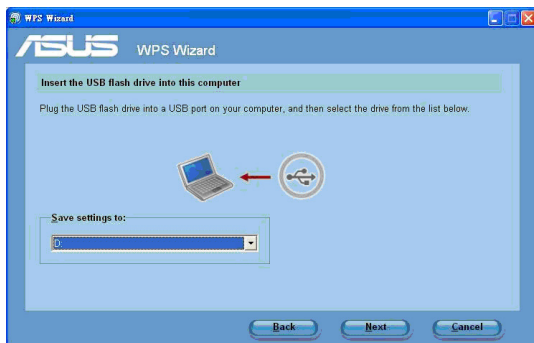 WPS Wizard
ASUS WPS Wizard
Insert the USB flash drive into this computer
Plug the USB flash drive into a USB port on your computer, and then select the drive from the list below.
Save settings to:
D:
Back Next Cancel